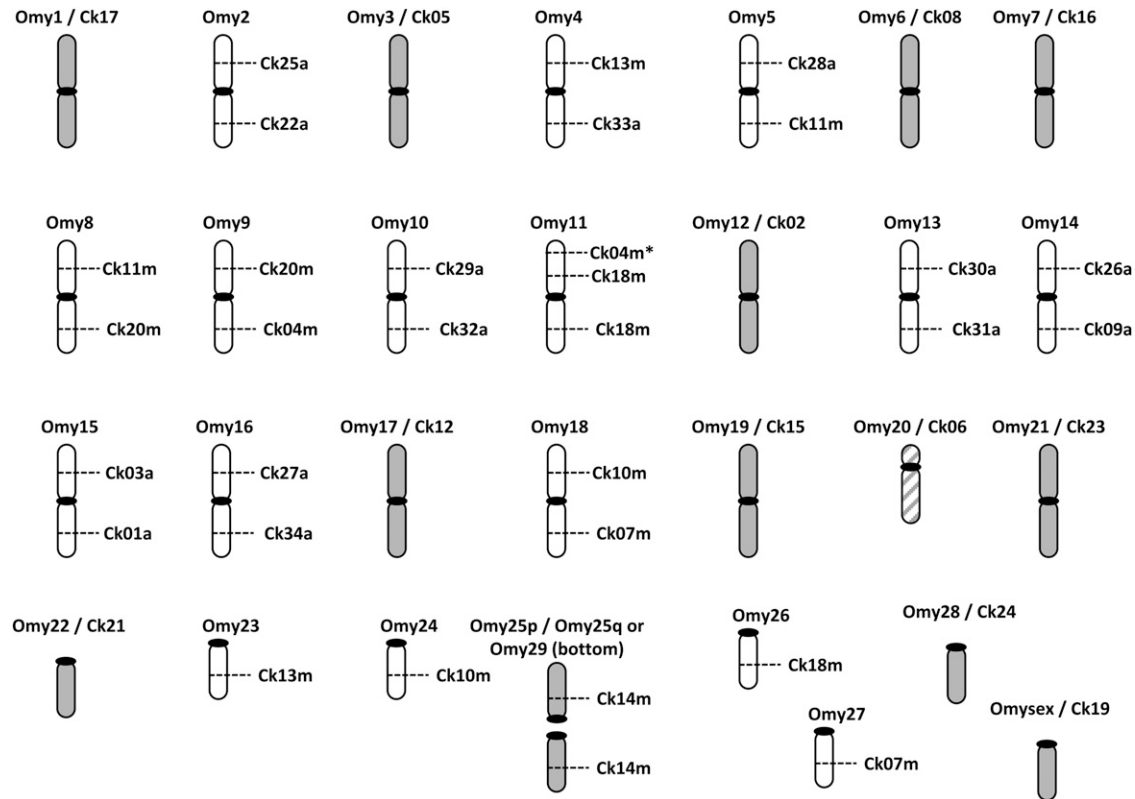 Omy1 / Ck17
Omy2
Omy3 / Ck05
Omy4
Omy5
Omy6 / Ck08
Omy7 / Ck16
Ck25a
Ck13m
Ck28a
Ck22a
Ck33a
Ck11m
Omy8
Omy9
Omy10
Omy11
Omy12 / Ck02
Omy13
Omy14
Ck04m*
Ck11m
Ck20m
Ck29a
Ck18m
Ck30a
Ck26a
Ck20m
Ck04m
Ck32a
Ck18m
Ck31a
Ck09a
Omy15
Omy16
Omy17 / Ck12
Omy18
Omy19 / Ck15
Omy20 / Ck06
Omy21 / Ck23
Ck03a
Ck27a
Ck10m
Ck01a
Ck34a
Ck07m
Omy22 / Ck21
Omy23
Omy24
Omy25p / Omy25q or
Omy29 (bottom)
Omy26
Omy28 / Ck24
Ck13m
Ck10m
Ck14m
Ck18m
Omy27
Omysex / Ck19
Ck14m
Ck07m